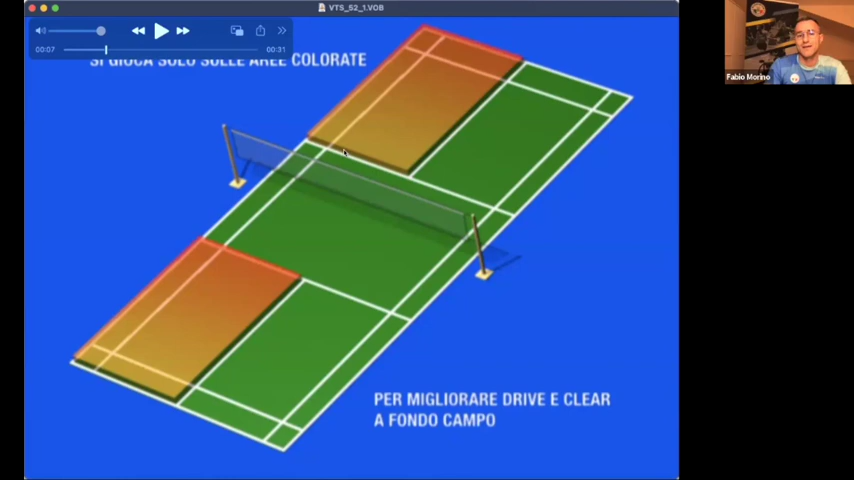 VTS_52_1.VOB
00:07
00:31
SI GIOCA SOLO SULLE AREE COLORATE
PER MIGLIORARE DRIVE E CLEAR
A FONDO CAMPO
Fabio Morino